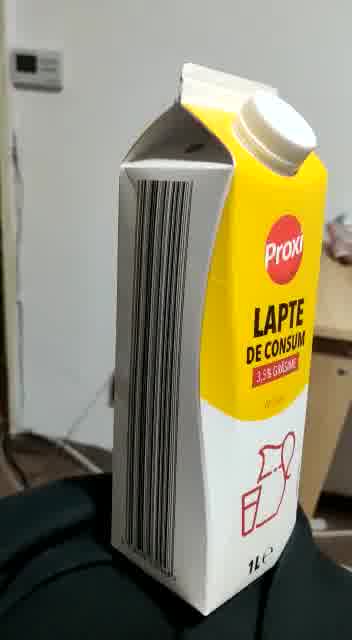 Proxi
LAPTE
DE CONSUM
3,5% GRĂSIME
1L℮